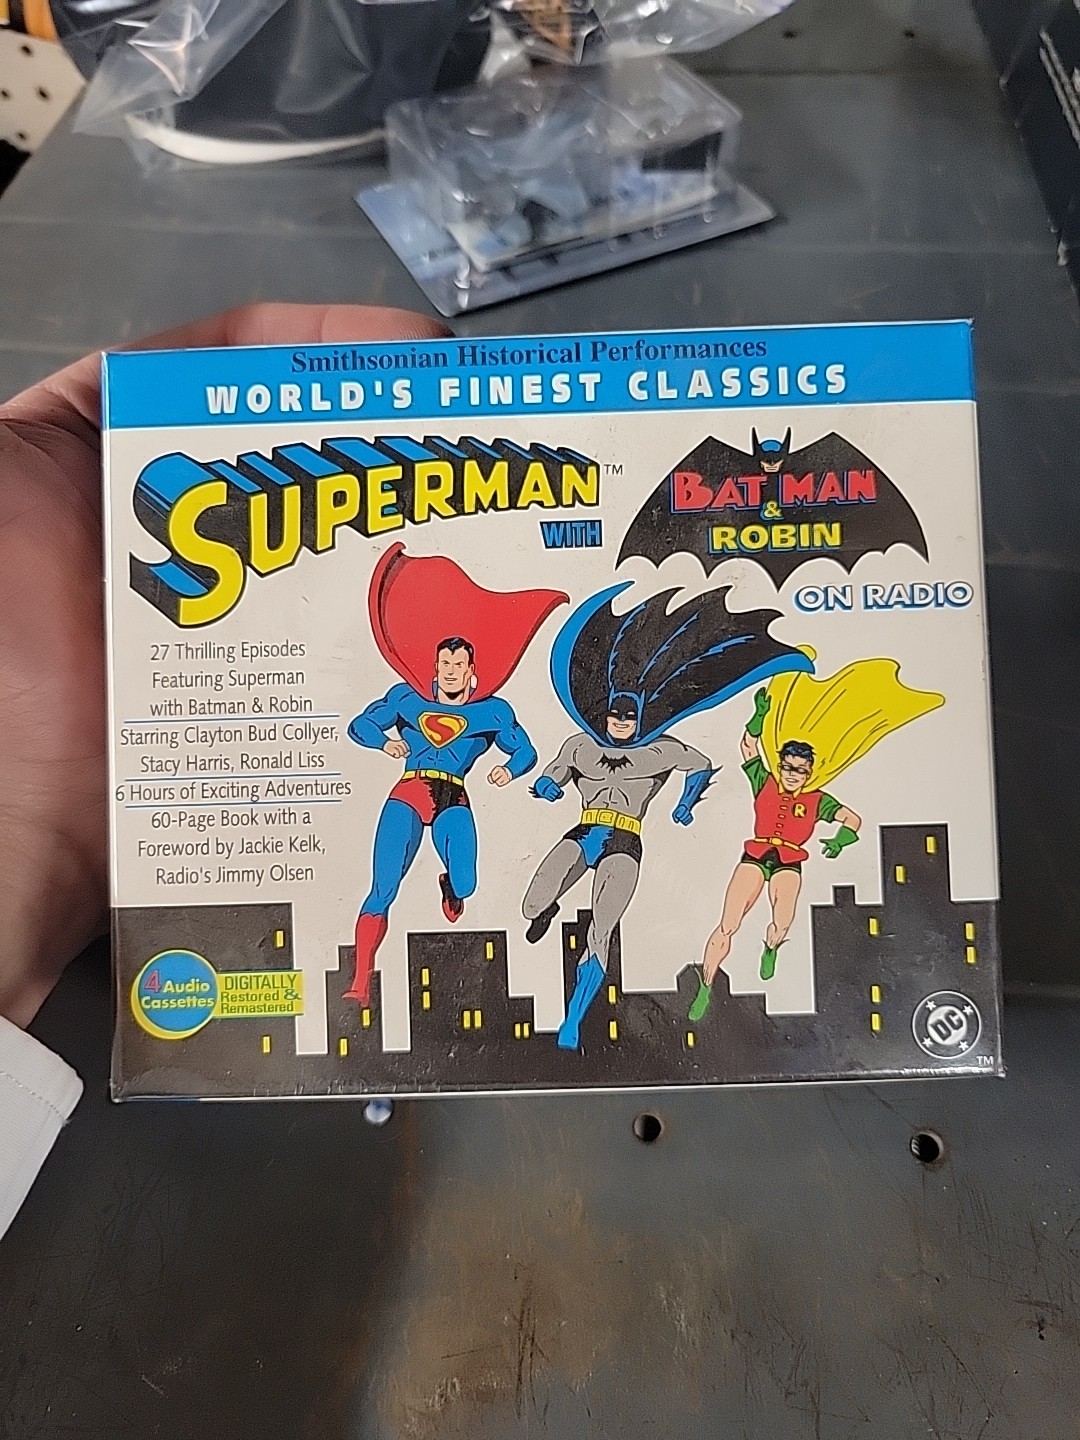 Smithsonian Historical Performances
WORLD'S FINEST CLASSICS
SUPERMAN™
WITH
BATMAN
&
ROBIN
ON RADIO
27 Thrilling Episodes
Featuring Superman
with Batman & Robin
Starring Clayton Bud Collyer,
Stacy Harris, Ronald Liss
6 Hours of Exciting Adventures
60-Page Book with a
Foreword by Jackie Kelk,
Radio's Jimmy Olsen
S
R
4 Audio
Cassettes
DIGITALLY
Restored &
Remastered
DC
TM